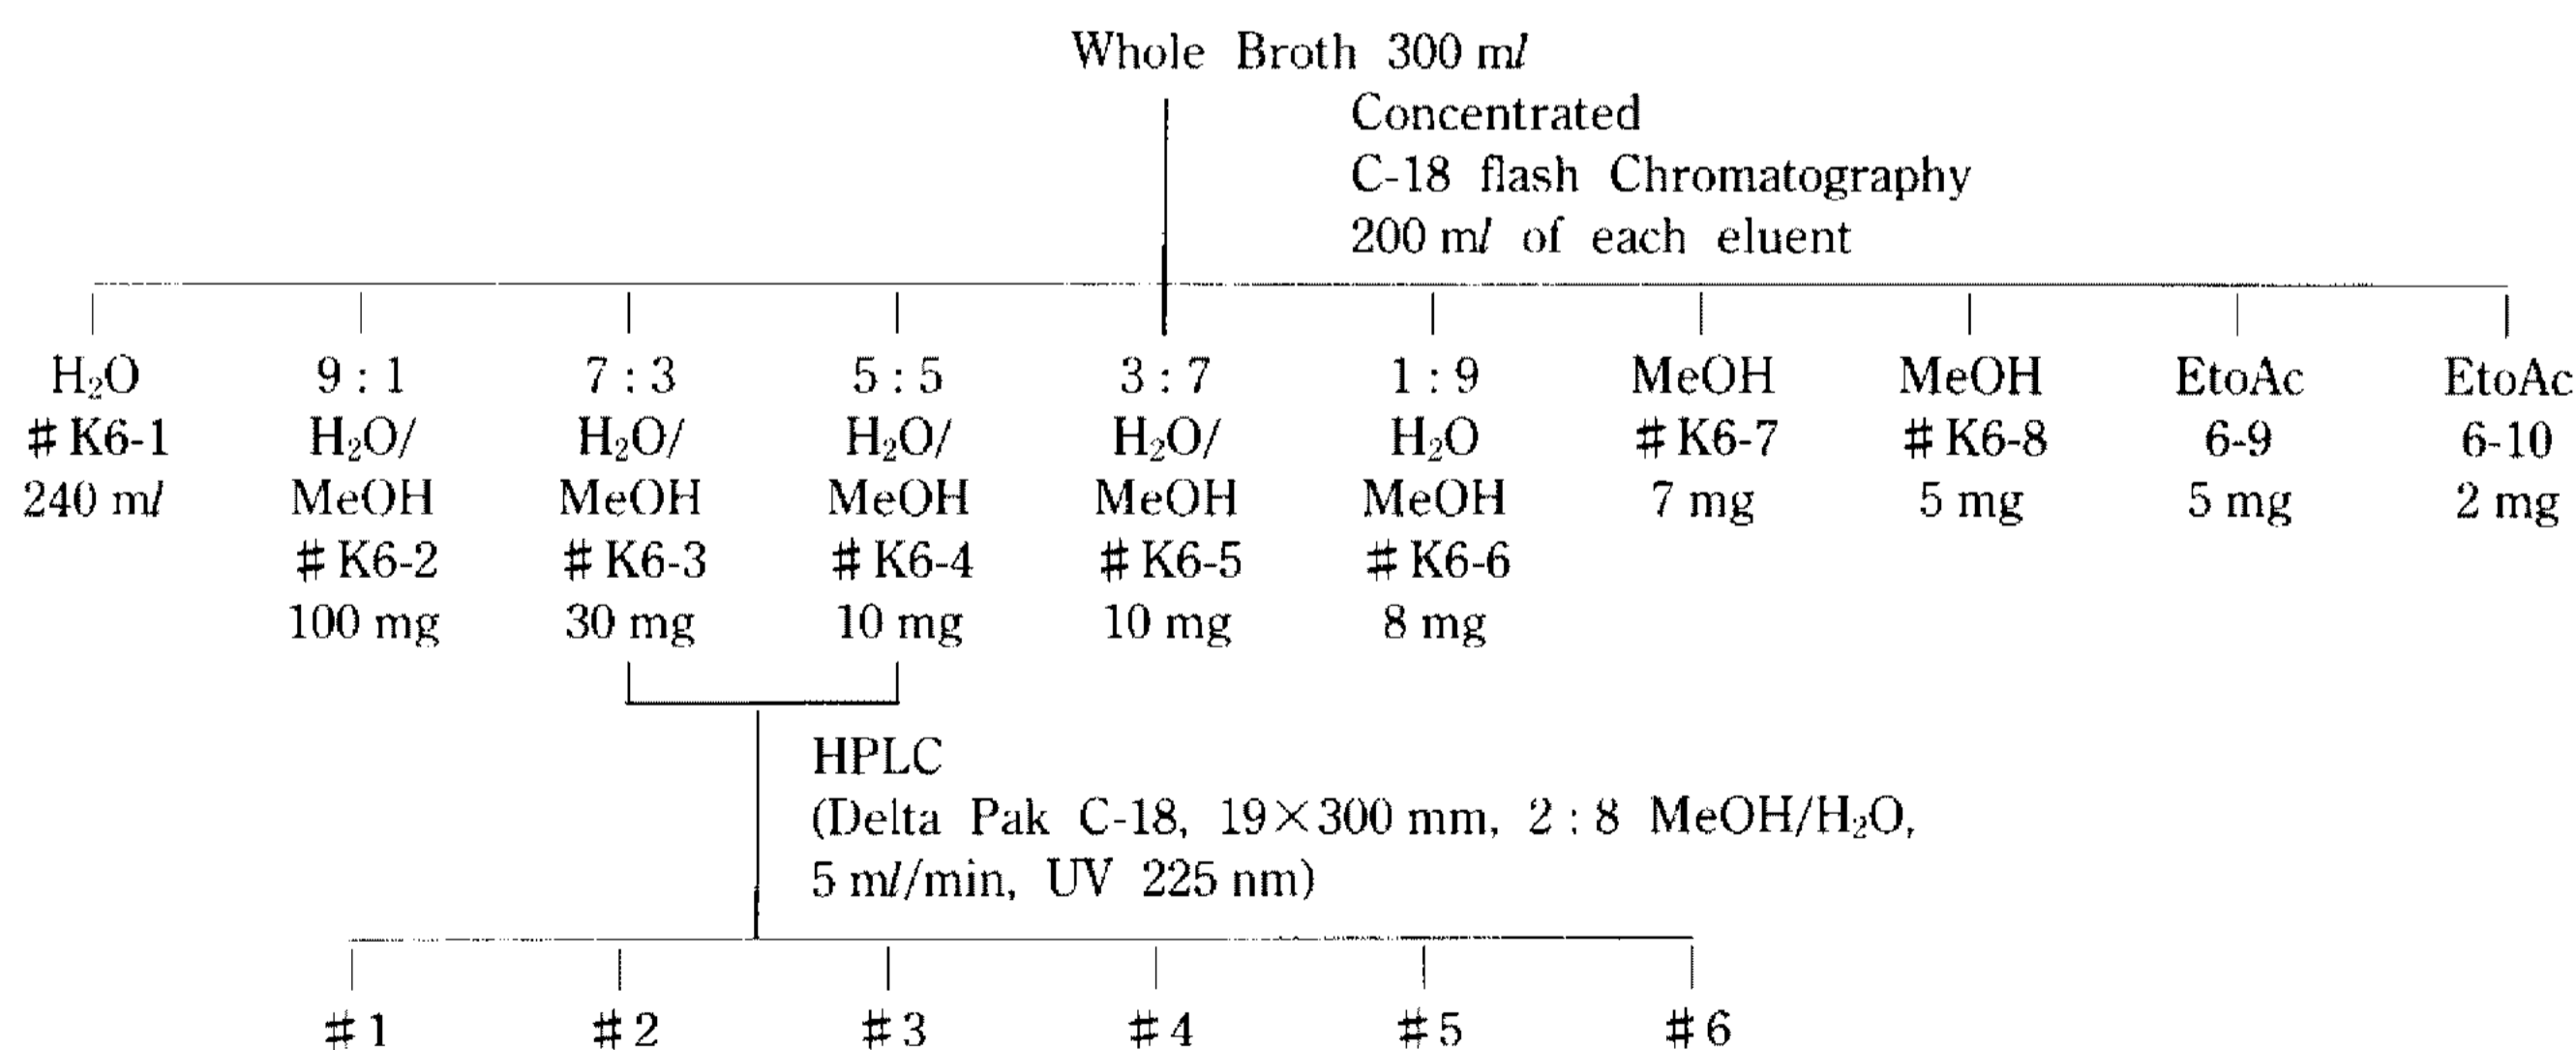 Whole Broth 300 ml
Concentrated
C-18 flash Chromatography
200 ml of each eluent
H₂O
#K6-1
240 ml
9 : 1
H₂O/
MeOH
#K6-2
100 mg
7 : 3
H₂O/
MeOH
#K6-3
30 mg
5 : 5
H₂O/
MeOH
#K6-4
10 mg
3 : 7
H₂O/
MeOH
#K6-5
10 mg
1 : 9
H₂O
MeOH
#K6-6
8 mg
MeOH
#K6-7
7 mg
MeOH
#K6-8
5 mg
EtoAc
6-9
5 mg
EtoAc
6-10
2 mg
HPLC
(Delta Pak C-18, 19×300 mm, 2 : 8 MeOH/H₂O,
5 ml/min, UV 225 nm)
#1 #2 #3 #4 #5 #6